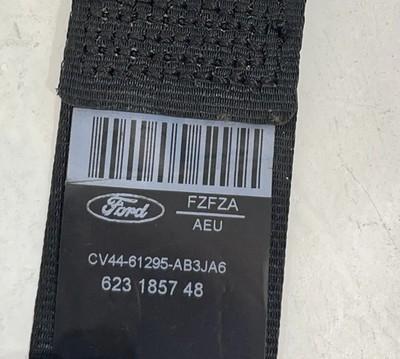 Ford
FZFZA
AEU
CV44-61295-AB3JA6
623 1857 48